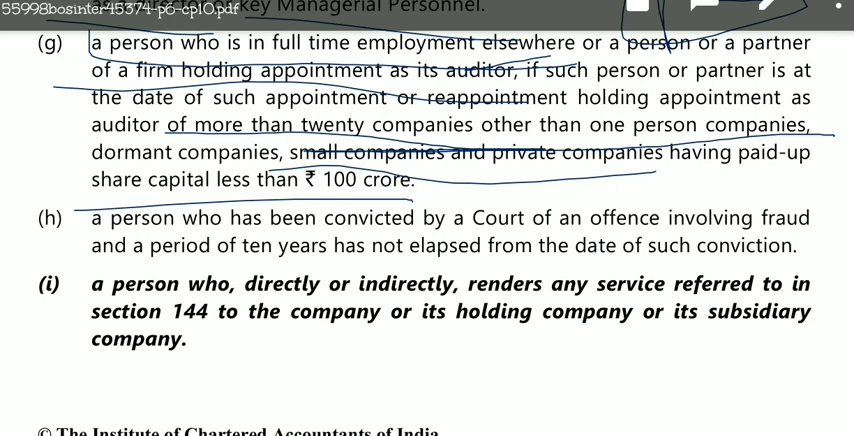 55998bosinter45374-p6-cp10.pdf key Managerial Personnel.
(g) a person who is in full time employment elsewhere or a person or a partner
of a firm holding appointment as its auditor, if such person or partner is at
the date of such appointment or reappointment holding appointment as
auditor of more than twenty companies other than one person companies,
dormant companies, small companies and private companies having paid-up
share capital less than ₹ 100 crore.
(h) a person who has been convicted by a Court of an offence involving fraud
and a period of ten years has not elapsed from the date of such conviction.
(i) a person who, directly or indirectly, renders any service referred to in
section 144 to the company or its holding company or its subsidiary
company.
© The Institute of Chartered Accountants of India